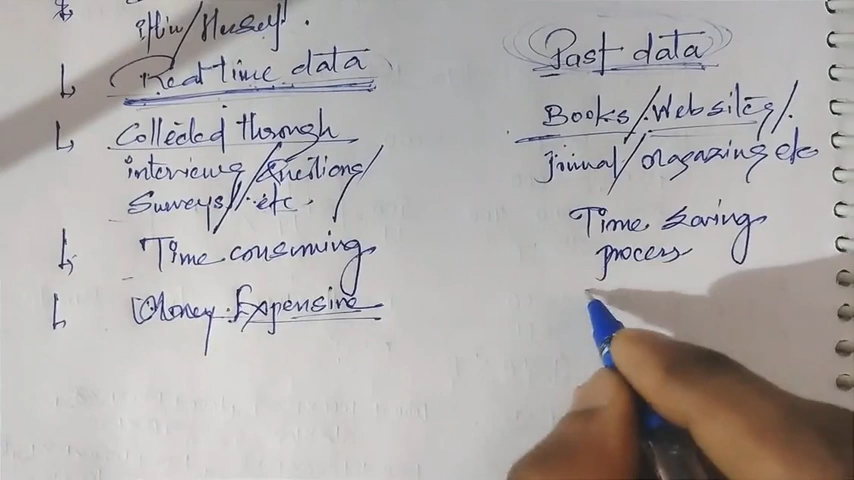 Him/Herself.
Real time data
Collected through
interviews/Questions/
Surveys/etc.
Time consuming
Money Expensive
Past data
Books/Websites/.
Journal/Magazine etc
Time Saving
process